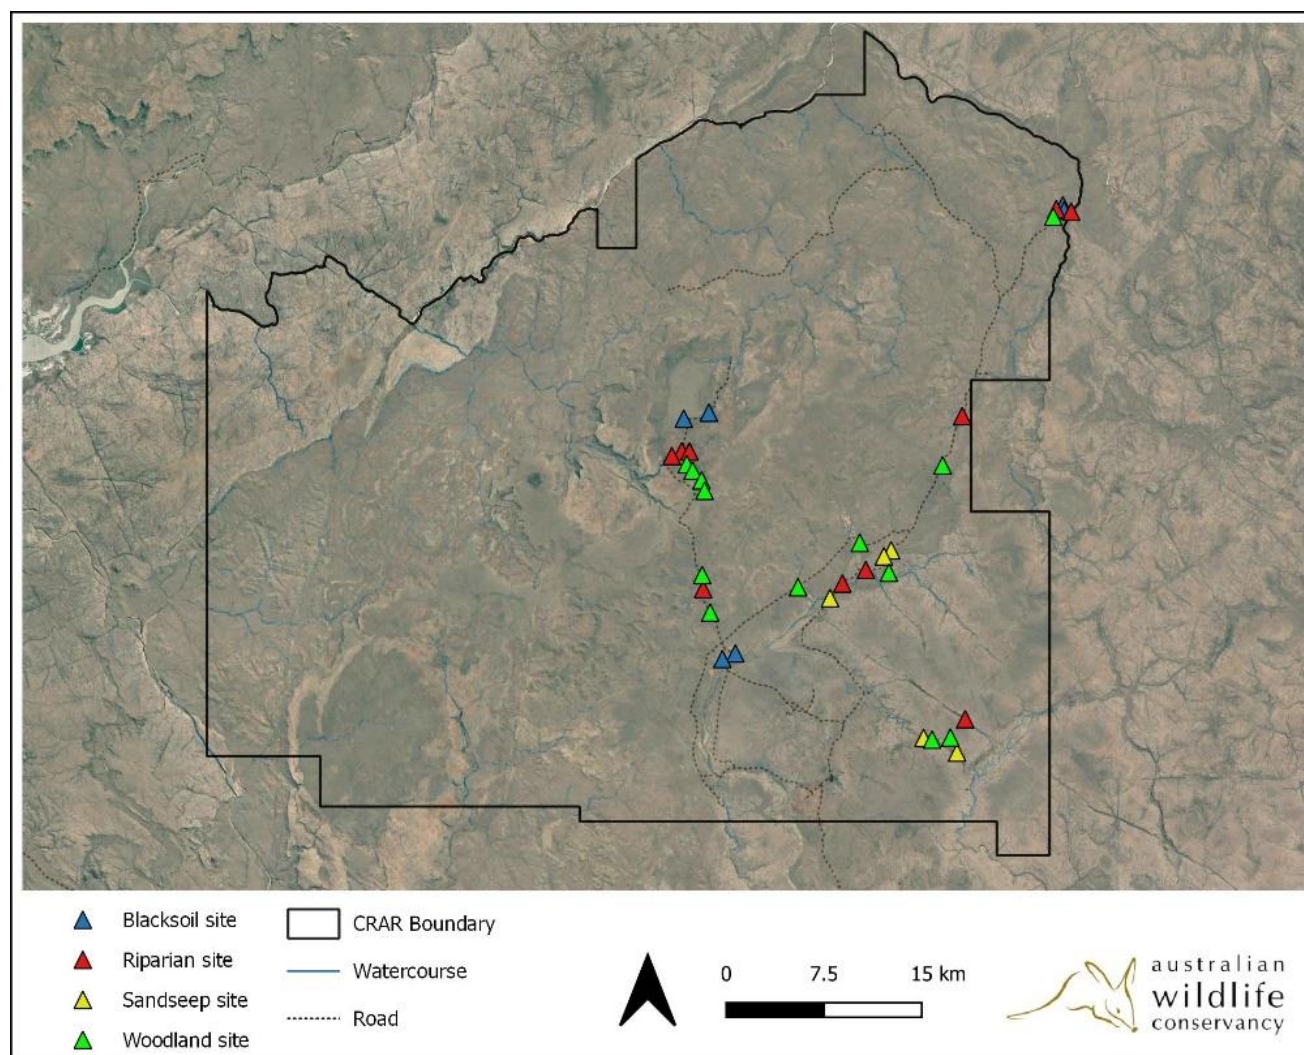 Blacksoil site
Riparian site
Sandseep site
Woodland site
CRAR Boundary
Watercourse
Road
0 7.5 15 km
australian
wildlife
conservancy